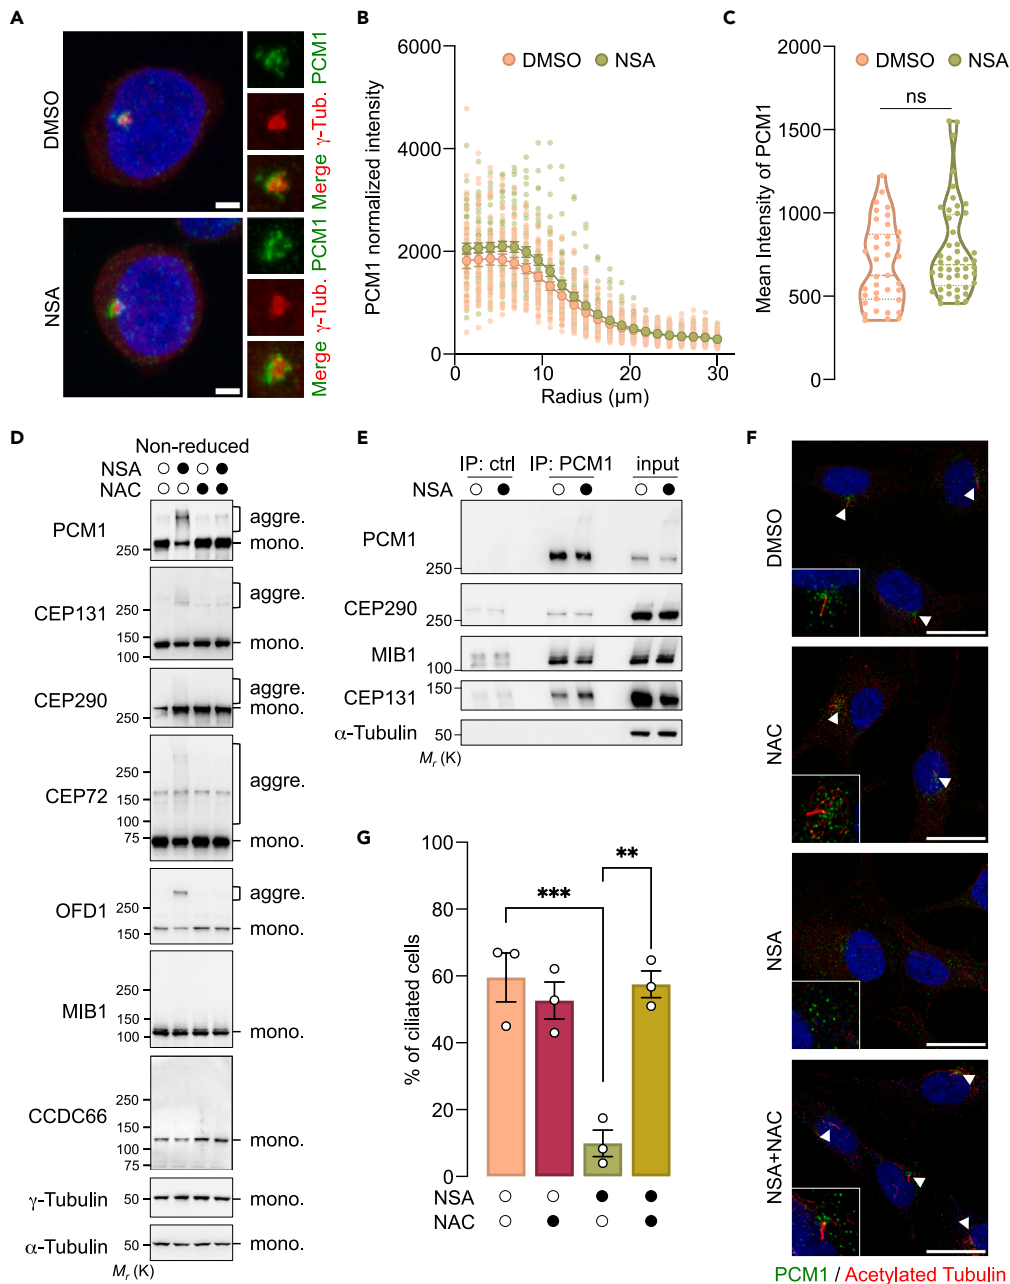 A
DMSO
PCM1
γ-Tub.
Merge
NSA
PCM1
γ-Tub.
Merge
B
PCM1 normalized intensity
6000
4000
2000
0
DMSO
NSA
0
10
20
30
Radius (μm)
C
Mean Intensity of PCM1
2000
1500
1000
500
0
DMSO
NSA
ns
D
Non-reduced
NSA
NAC
PCM1
250
aggre.
mono.
CEP131
250
150
100
aggre.
mono.
CEP290
250
aggre.
mono.
CEP72
250
150
100
75
aggre.
mono.
OFD1
250
150
aggre.
mono.
MIB1
250
150
100
mono.
CCDC66
250
150
100
75
mono.
γ-Tubulin
50
mono.
α-Tubulin
50
mono.
Mr (K)
E
IP: ctrl
IP: PCM1
input
NSA
PCM1
250
CEP290
250
MIB1
100
CEP131
150
α-Tubulin
50
Mr (K)
F
DMSO
NAC
NSA
NSA+NAC
PCM1 / Acetylated Tubulin
G
% of ciliated cells
100
80
60
40
20
0
***
**
NSA
NAC